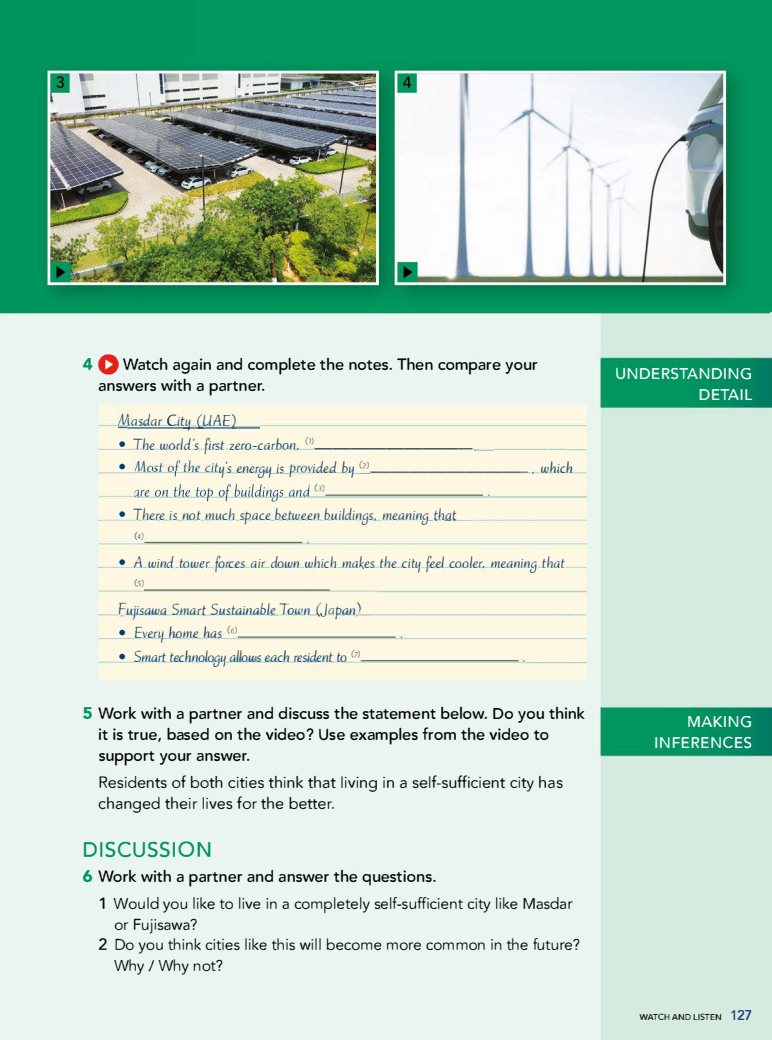 3
4
4 Watch again and complete the notes. Then compare your
answers with a partner.
UNDERSTANDING
DETAIL
Masdar City (UAE)
• The world's first zero-carbon, (1)____________________.
• Most of the city's energy is provided by (2)____________________, which
are on the top of buildings and (3)____________________.
• There is not much space between buildings, meaning that
(4)____________________.
• A wind tower forces air down which makes the city feel cooler, meaning that
(5)____________________
Fujisawa Smart Sustainable Town (Japan)
• Every home has (6)____________________.
• Smart technology allows each resident to (7)____________________.
5 Work with a partner and discuss the statement below. Do you think
it is true, based on the video? Use examples from the video to
support your answer.
MAKING
INFERENCES
Residents of both cities think that living in a self-sufficient city has
changed their lives for the better.
DISCUSSION
6 Work with a partner and answer the questions.
1 Would you like to live in a completely self-sufficient city like Masdar
or Fujisawa?
2 Do you think cities like this will become more common in the future?
Why / Why not?
WATCH AND LISTEN 127